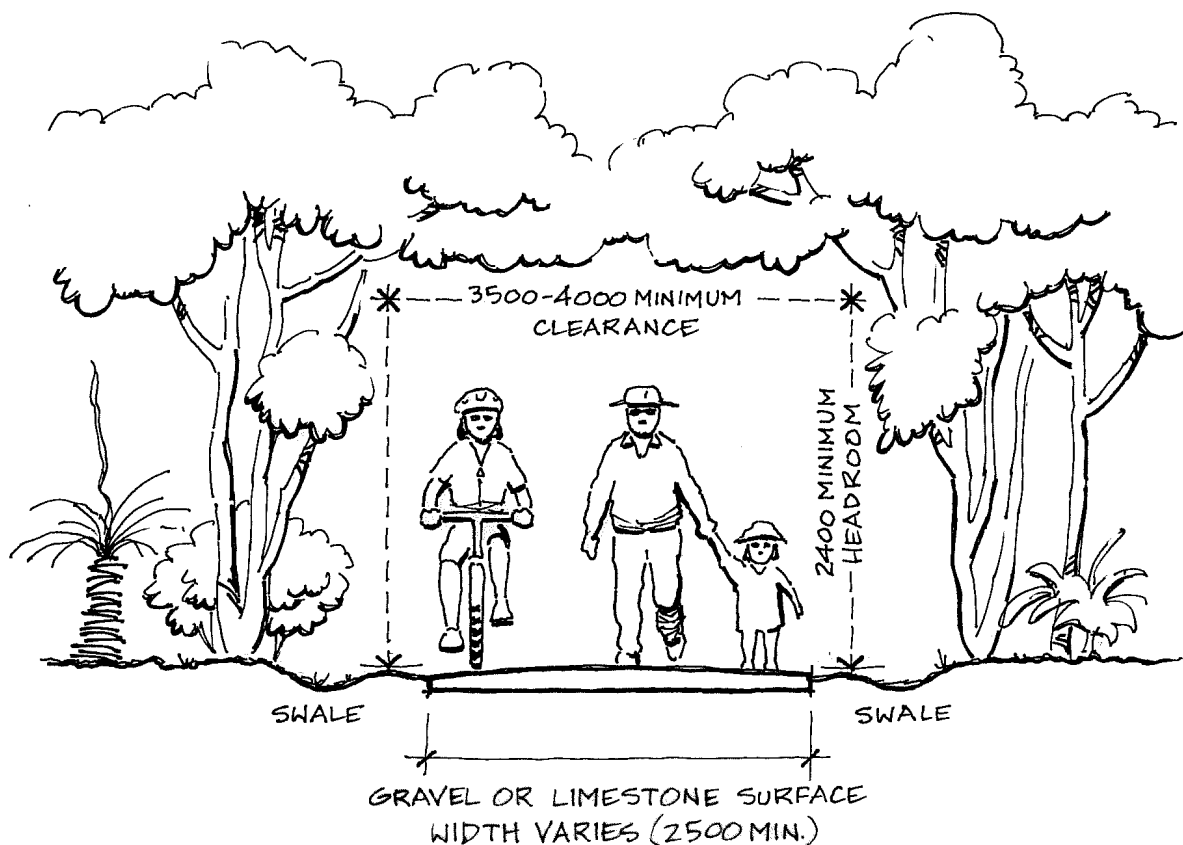 3500-4000 MINIMUM
CLEARANCE
2400 MINIMUM
HEADROOM
SWALE
SWALE
GRAVEL OR LIMESTONE SURFACE
WIDTH VARIES (2500 MIN.)